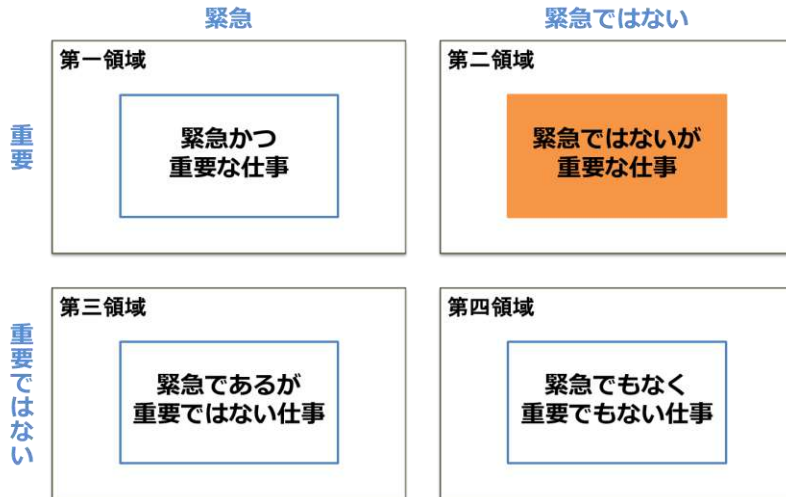 緊急
緊急ではない
重要
第一領域
緊急かつ
重要な仕事
第二領域
緊急ではないが
重要な仕事
重要ではない
第三領域
緊急であるが
重要ではない仕事
第四領域
緊急でもなく
重要でもない仕事